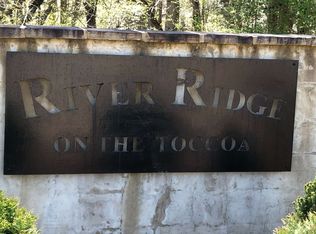 RIVER RIDGE
ON THE TOCCOA